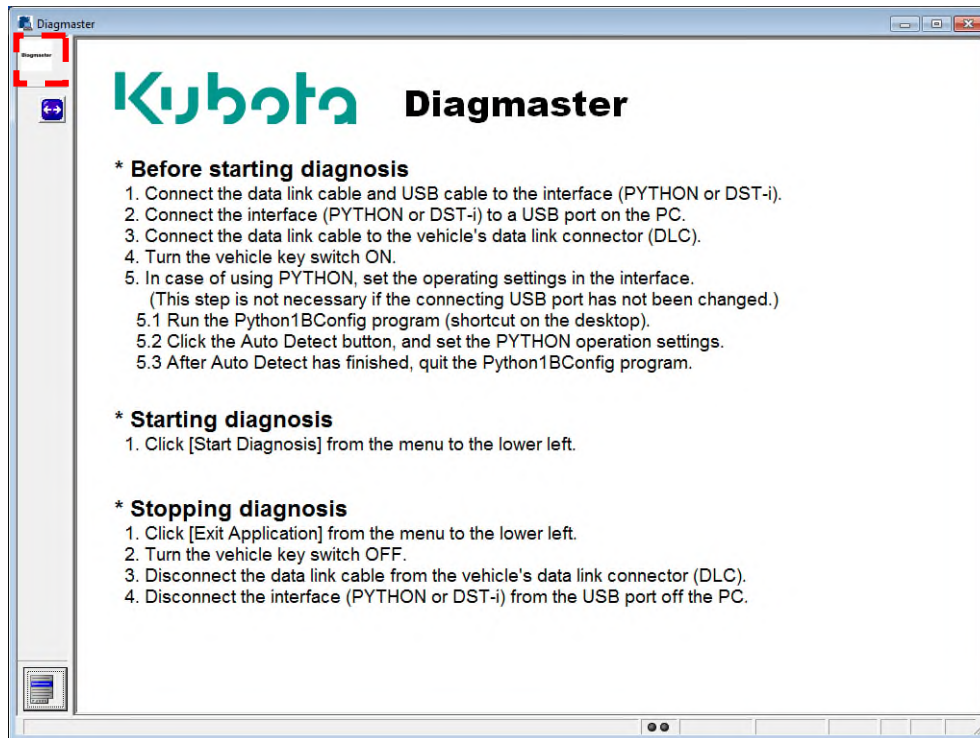 Diagmaster
Diagmaster
Kubota Diagmaster
* Before starting diagnosis
1. Connect the data link cable and USB cable to the interface (PYTHON or DST-i).
2. Connect the interface (PYTHON or DST-i) to a USB port on the PC.
3. Connect the data link cable to the vehicle's data link connector (DLC).
4. Turn the vehicle key switch ON.
5. In case of using PYTHON, set the operating settings in the interface.
(This step is not necessary if the connecting USB port has not been changed.)
5.1 Run the Python1BConfig program (shortcut on the desktop).
5.2 Click the Auto Detect button, and set the PYTHON operation settings.
5.3 After Auto Detect has finished, quit the Python1BConfig program.
* Starting diagnosis
1. Click [Start Diagnosis] from the menu to the lower left.
* Stopping diagnosis
1. Click [Exit Application] from the menu to the lower left.
2. Turn the vehicle key switch OFF.
3. Disconnect the data link cable from the vehicle's data link connector (DLC).
4. Disconnect the interface (PYTHON or DST-i) from the USB port off the PC.